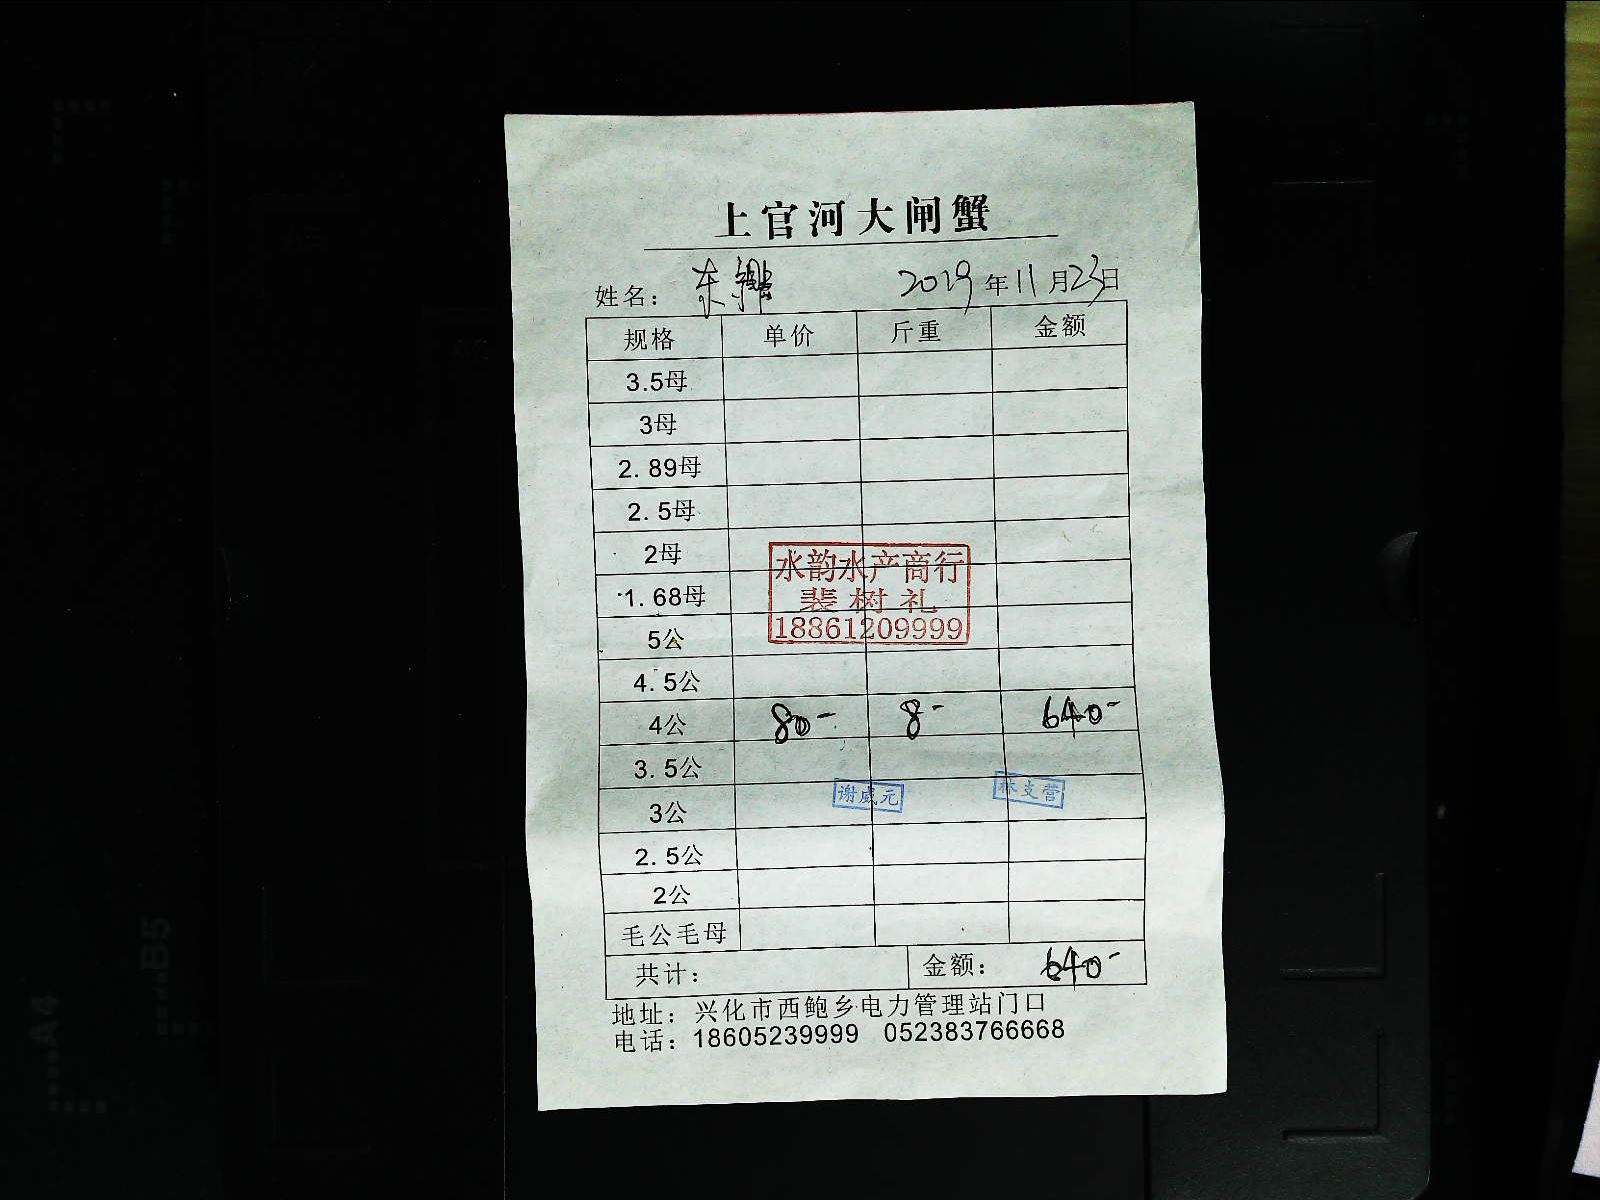 上官河大闸蟹
姓名： 2019年11月23日
规格 单价 斤重 金额
3.5母
3母
2.89母
2.5母
2母
1.68母
水韵水产商行
裴树礼
18861209999
5公
4.5公
4公 80- 8- 640-
3.5公
谢威元 林支营
3公
2.5公
2公
毛公毛母
共计： 金额： 640-
地址：兴化市西鲍乡电力管理站门口
电话：18605239999 052383766668